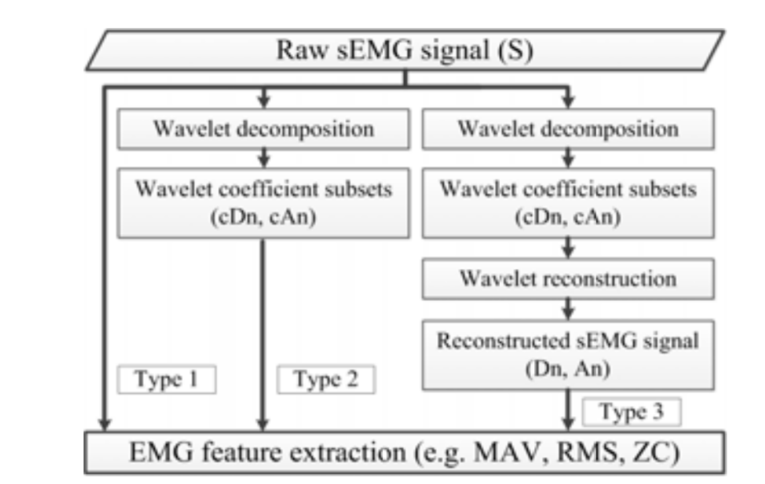 Raw sEMG signal (S)
Wavelet decomposition
Wavelet coefficient subsets
(cDn, cAn)
Wavelet decomposition
Wavelet coefficient subsets
(cDn, cAn)
Wavelet reconstruction
Reconstructed sEMG signal
(Dn, An)
Type 1
Type 2
Type 3
EMG feature extraction (e.g. MAV, RMS, ZC)